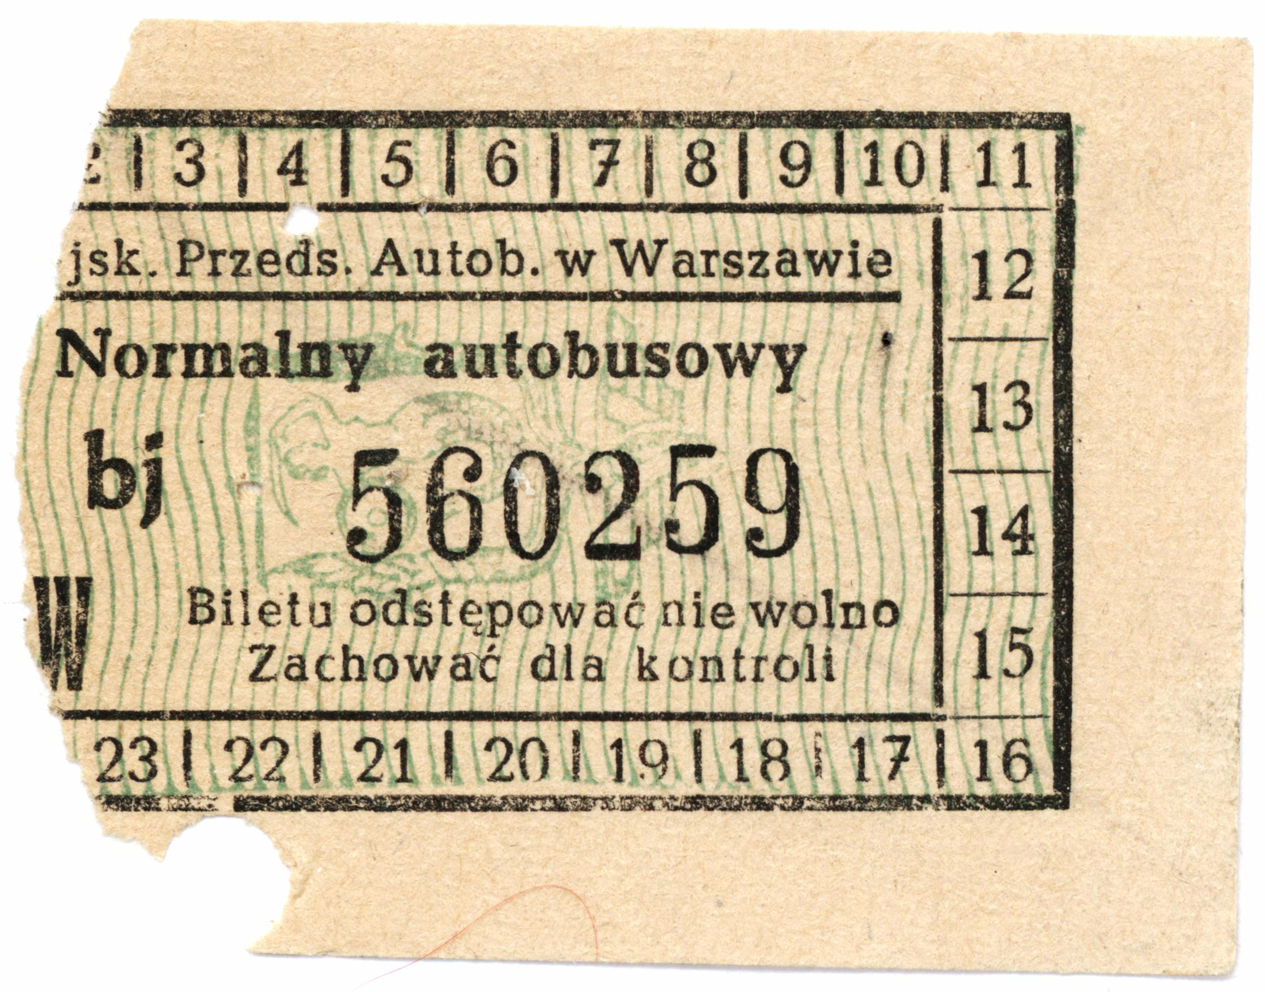 3 | 4 | 5 | 6 | 7 | 8 | 9 | 10 | 11
jsk. Przeds. Autob. w Warszawie
12
Normalny autobusowy
13
bj 560259
14
W
Biletu odstępować nie wolno
15
Zachować dla kontroli
23 | 22 | 21 | 20 | 19 | 18 | 17 | 16